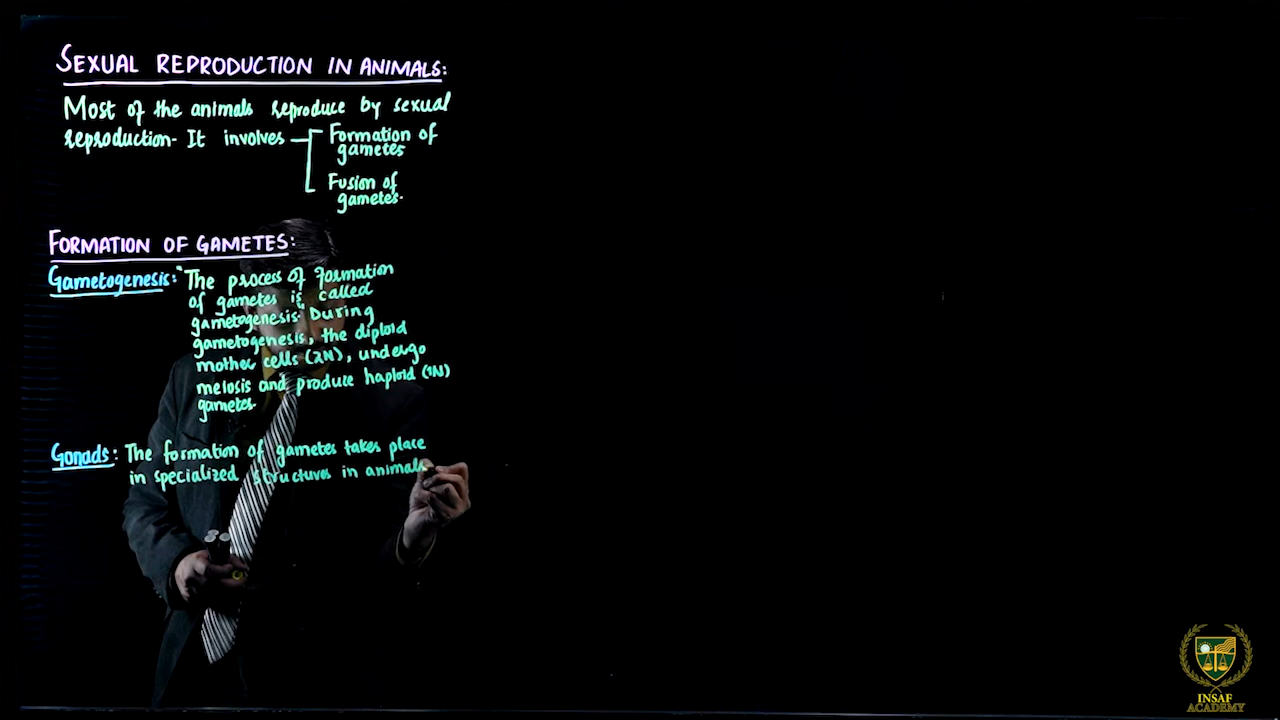 SEXUAL REPRODUCTION IN ANIMALS:
Most of the animals reproduce by sexual
reproduction. It involves
Formation of
gametes
Fusion of
gametes.
FORMATION OF GAMETES:
Gametogenesis: "The process of formation
of gametes is called
gametogenesis." During
gametogenesis, the diploid
mother cells (2N), undergo
meiosis and produce haploid (1N)
gametes.
Gonads: The formation of gametes takes place
in specialized structures in animals
INSAF
ACADEMY